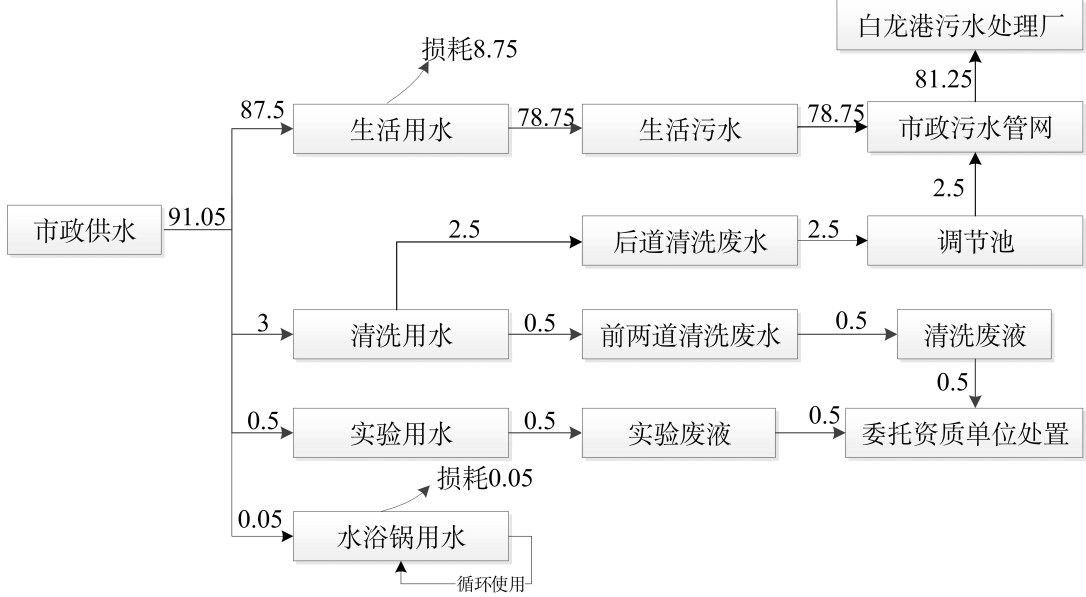 白龙港污水处理厂
81.25
损耗8.75
87.5
生活用水
78.75
生活污水
78.75
市政污水管网
2.5
市政供水
91.05
2.5
后道清洗废水
2.5
调节池
3
清洗用水
0.5
前两道清洗废水
0.5
清洗废液
0.5
0.5
实验用水
0.5
实验废液
0.5
委托资质单位处置
损耗0.05
0.05
水浴锅用水
循环使用